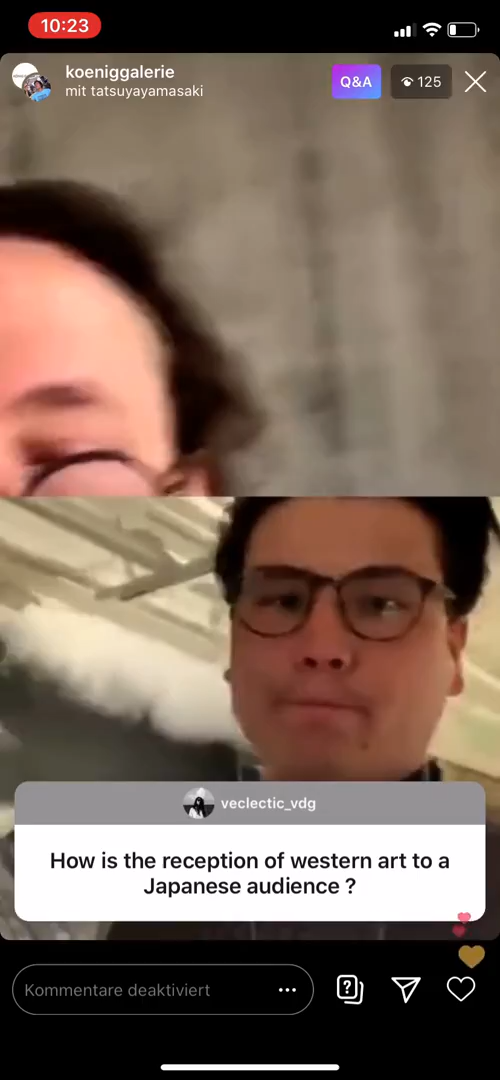 10:23
koeniggalerie
mit tatsuyayamasaki
Q&A
125
veclectic_vdg
How is the reception of western art to a
Japanese audience ?
Kommentare deaktiviert